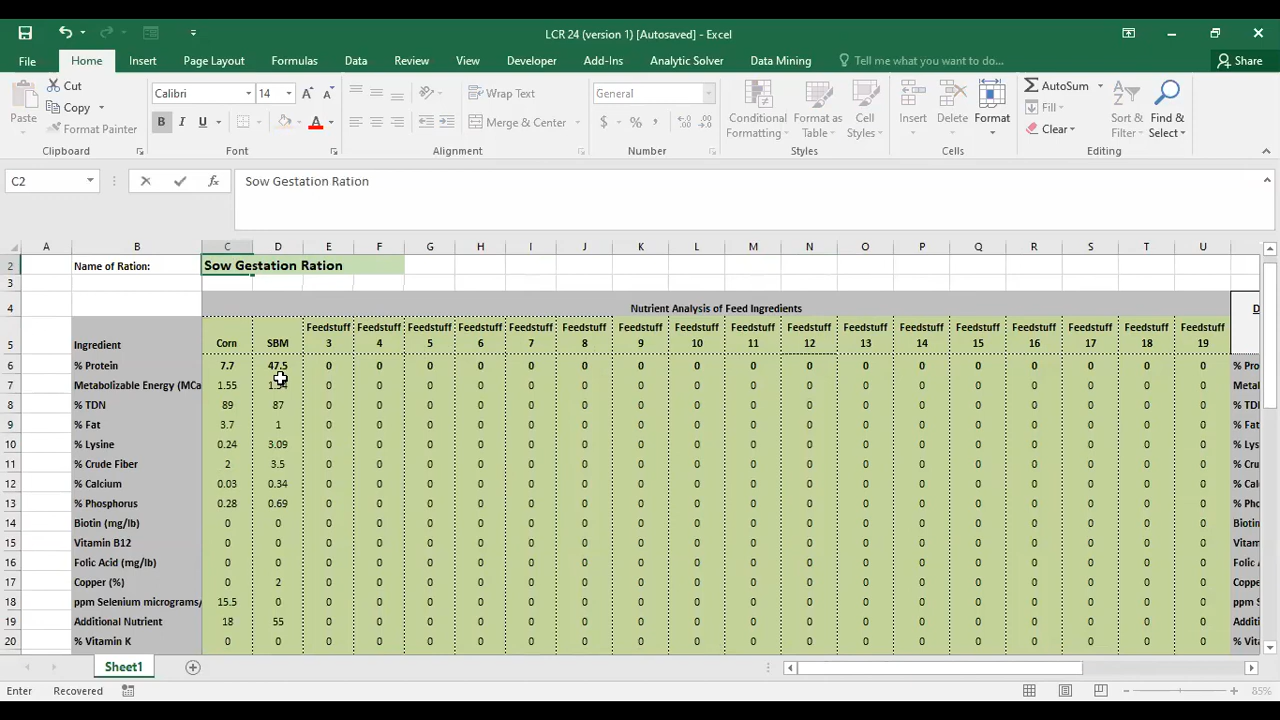 LCR 24 (version 1) [Autosaved] - Excel
File Home Insert Page Layout Formulas Data Review View Developer Add-Ins Analytic Solver Data Mining Tell me what you want to do... Share
Paste Cut Copy Format Painter Clipboard
Calibri 14 A A B I U A Font
Wrap Text Merge & Center Alignment
General $ % , Number
Conditional Formatting Format as Table Cell Styles Styles
Insert Delete Format Cells
AutoSum Fill Clear Sort & Filter Find & Select Editing
C2 fx Sow Gestation Ration
A B C D E F G H I J K L M N O P Q R S T U
2 Name of Ration: Sow Gestation Ration
3
4 Nutrient Analysis of Feed Ingredients
5 Ingredient Corn SBM Feedstuff 3 Feedstuff 4 Feedstuff 5 Feedstuff 6 Feedstuff 7 Feedstuff 8 Feedstuff 9 Feedstuff 10 Feedstuff 11 Feedstuff 12 Feedstuff 13 Feedstuff 14 Feedstuff 15 Feedstuff 16 Feedstuff 17 Feedstuff 18 Feedstuff 19
6 % Protein 7.7 47.5 0 0 0 0 0 0 0 0 0 0 0 0 0 0 0 0 0 % Pro
7 Metabolizable Energy (MCa 1.55 0 0 0 0 0 0 0 0 0 0 0 0 0 0 0 0 0 Metal
8 % TDN 89 87 0 0 0 0 0 0 0 0 0 0 0 0 0 0 0 0 0 % TDI
9 % Fat 3.7 1 0 0 0 0 0 0 0 0 0 0 0 0 0 0 0 0 0 % Fat
10 % Lysine 0.24 3.09 0 0 0 0 0 0 0 0 0 0 0 0 0 0 0 0 0 % Lys
11 % Crude Fiber 2 3.5 0 0 0 0 0 0 0 0 0 0 0 0 0 0 0 0 0 % Cru
12 % Calcium 0.03 0.34 0 0 0 0 0 0 0 0 0 0 0 0 0 0 0 0 0 % Cal
13 % Phosphorus 0.28 0.69 0 0 0 0 0 0 0 0 0 0 0 0 0 0 0 0 0 % Pho
14 Biotin (mg/lb) 0 0 0 0 0 0 0 0 0 0 0 0 0 0 0 0 0 0 0 Biotin
15 Vitamin B12 0 0 0 0 0 0 0 0 0 0 0 0 0 0 0 0 0 0 0 Vitam
16 Folic Acid (mg/lb) 0 0 0 0 0 0 0 0 0 0 0 0 0 0 0 0 0 0 0 Folic
17 Copper (%) 0 2 0 0 0 0 0 0 0 0 0 0 0 0 0 0 0 0 0 Coppe
18 ppm Selenium micrograms/ 15.5 0 0 0 0 0 0 0 0 0 0 0 0 0 0 0 0 0 0 ppm S
19 Additional Nutrient 18 55 0 0 0 0 0 0 0 0 0 0 0 0 0 0 0 0 0 Additi
20 % Vitamin K 0 0 0 0 0 0 0 0 0 0 0 0 0 0 0 0 0 0 0 % Vita
Sheet1
Enter Recovered 85%